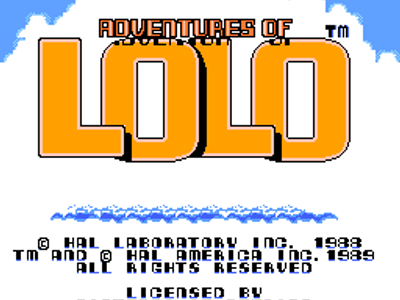 ADVENTURES OF
LOLO TM
© HAL LABORATORY INC. 1988
TM AND © HAL AMERICA INC. 1989
ALL RIGHTS RESERVED
LICENSED BY